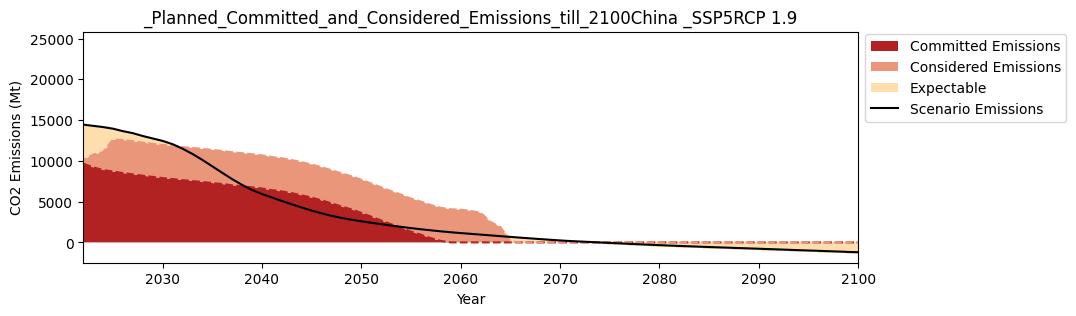 _Planned_Committed_and_Considered_Emissions_till_2100China _SSP5RCP 1.9
CO2 Emissions (Mt)
25000
20000
15000
10000
5000
0
2030 2040 2050 2060 2070 2080 2090 2100
Year
Committed Emissions
Considered Emissions
Expectable
Scenario Emissions